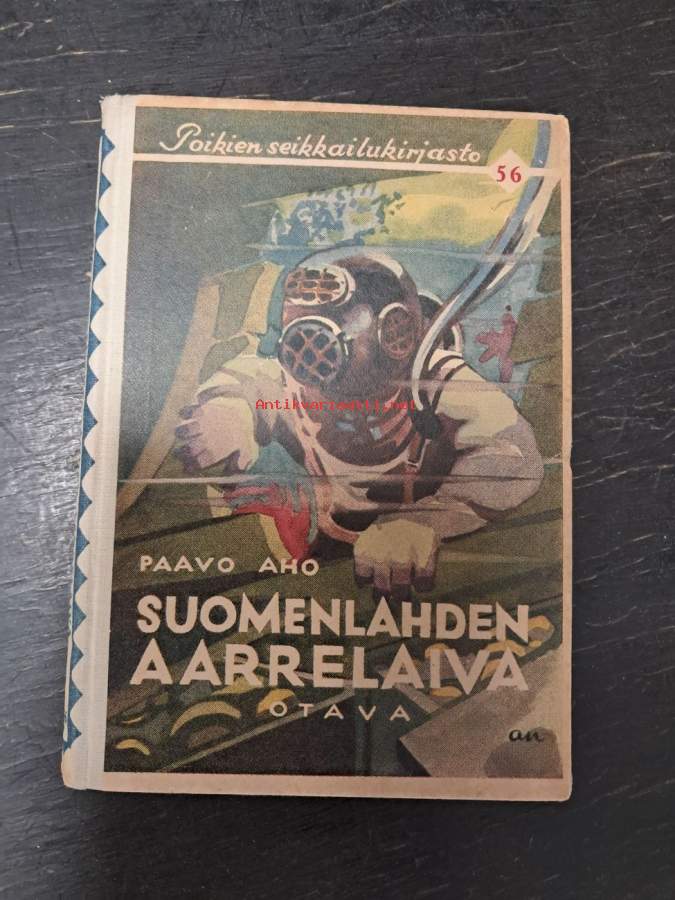 Poikien seikkailukirjasto
56
Antikvariaatti.net
PAAVO AHO
SUOMENLAHDEN
AARRELAIVA
OTAVA
an